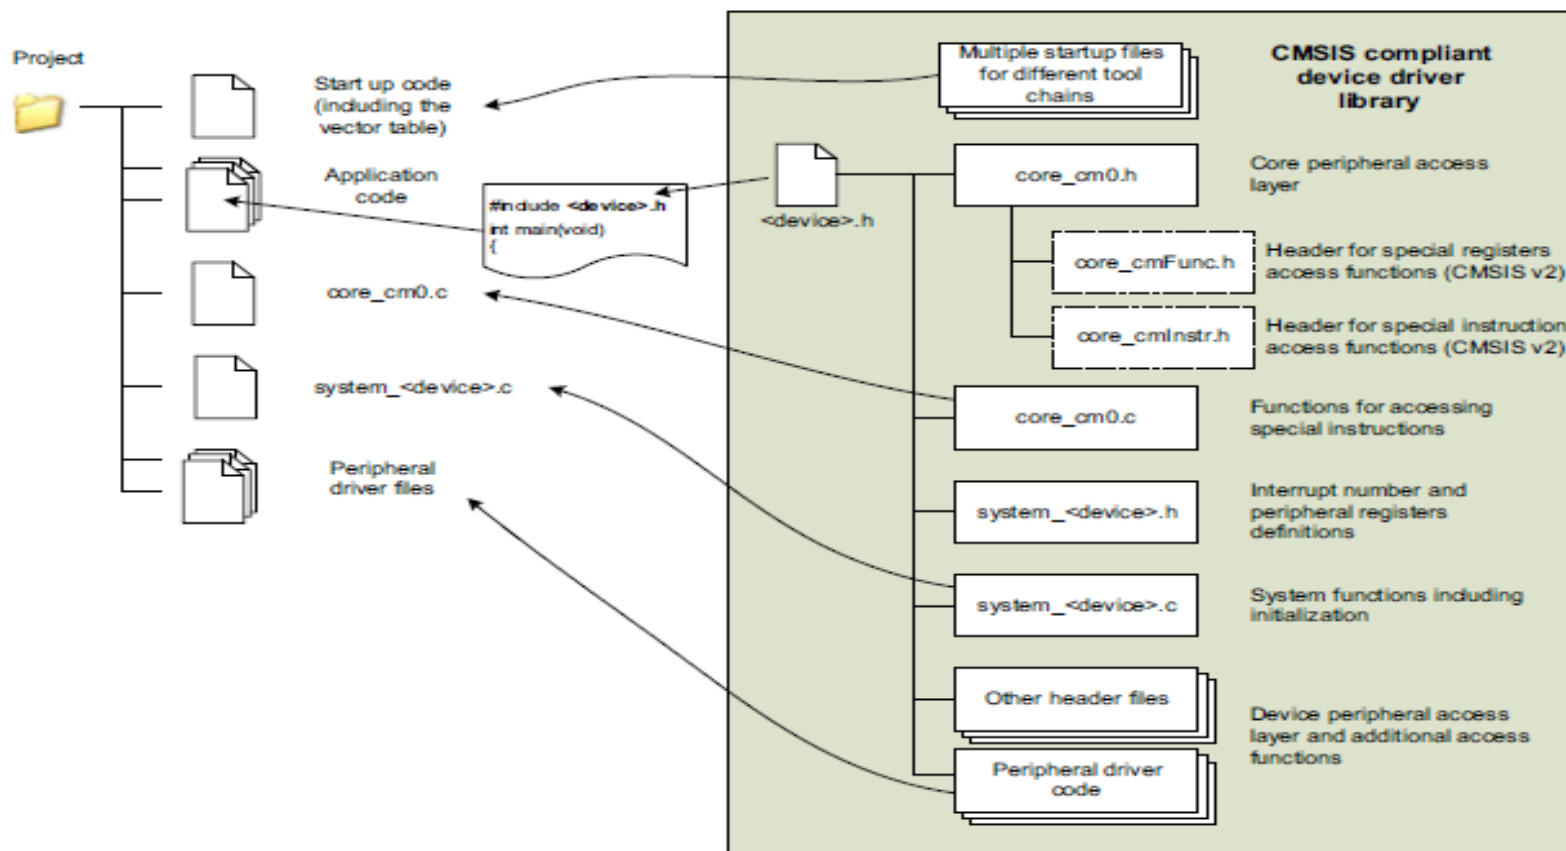 Project
Start up code
(including the
vector table)
Application
code
core_cm0.c
system_<device>.c
Peripheral
driver files
#include <device>.h
int main(void)
{
<device>.h
Multiple startup files
for different tool
chains
CMSIS compliant
device driver
library
core_cm0.h
Core peripheral access
layer
core_cmFunc.h
Header for special registers
access functions (CMSIS v2)
core_cmInstr.h
Header for special instruction
access functions (CMSIS v2)
core_cm0.c
Functions for accessing
special instructions
system_<device>.h
Interrupt number and
peripheral registers
definitions
system_<device>.c
System functions including
initialization
Other header files
Peripheral driver
code
Device peripheral access
layer and additional access
functions